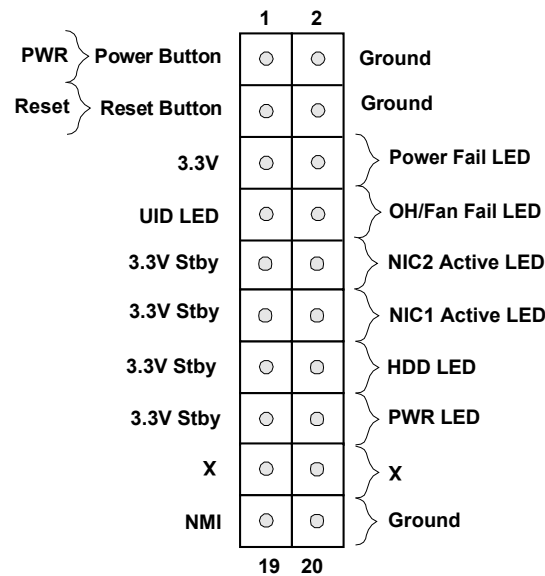 1 2
PWR Power Button Ground
Reset Reset Button Ground
3.3V Power Fail LED
UID LED OH/Fan Fail LED
3.3V Stby NIC2 Active LED
3.3V Stby NIC1 Active LED
3.3V Stby HDD LED
3.3V Stby PWR LED
X X
NMI Ground
19 20